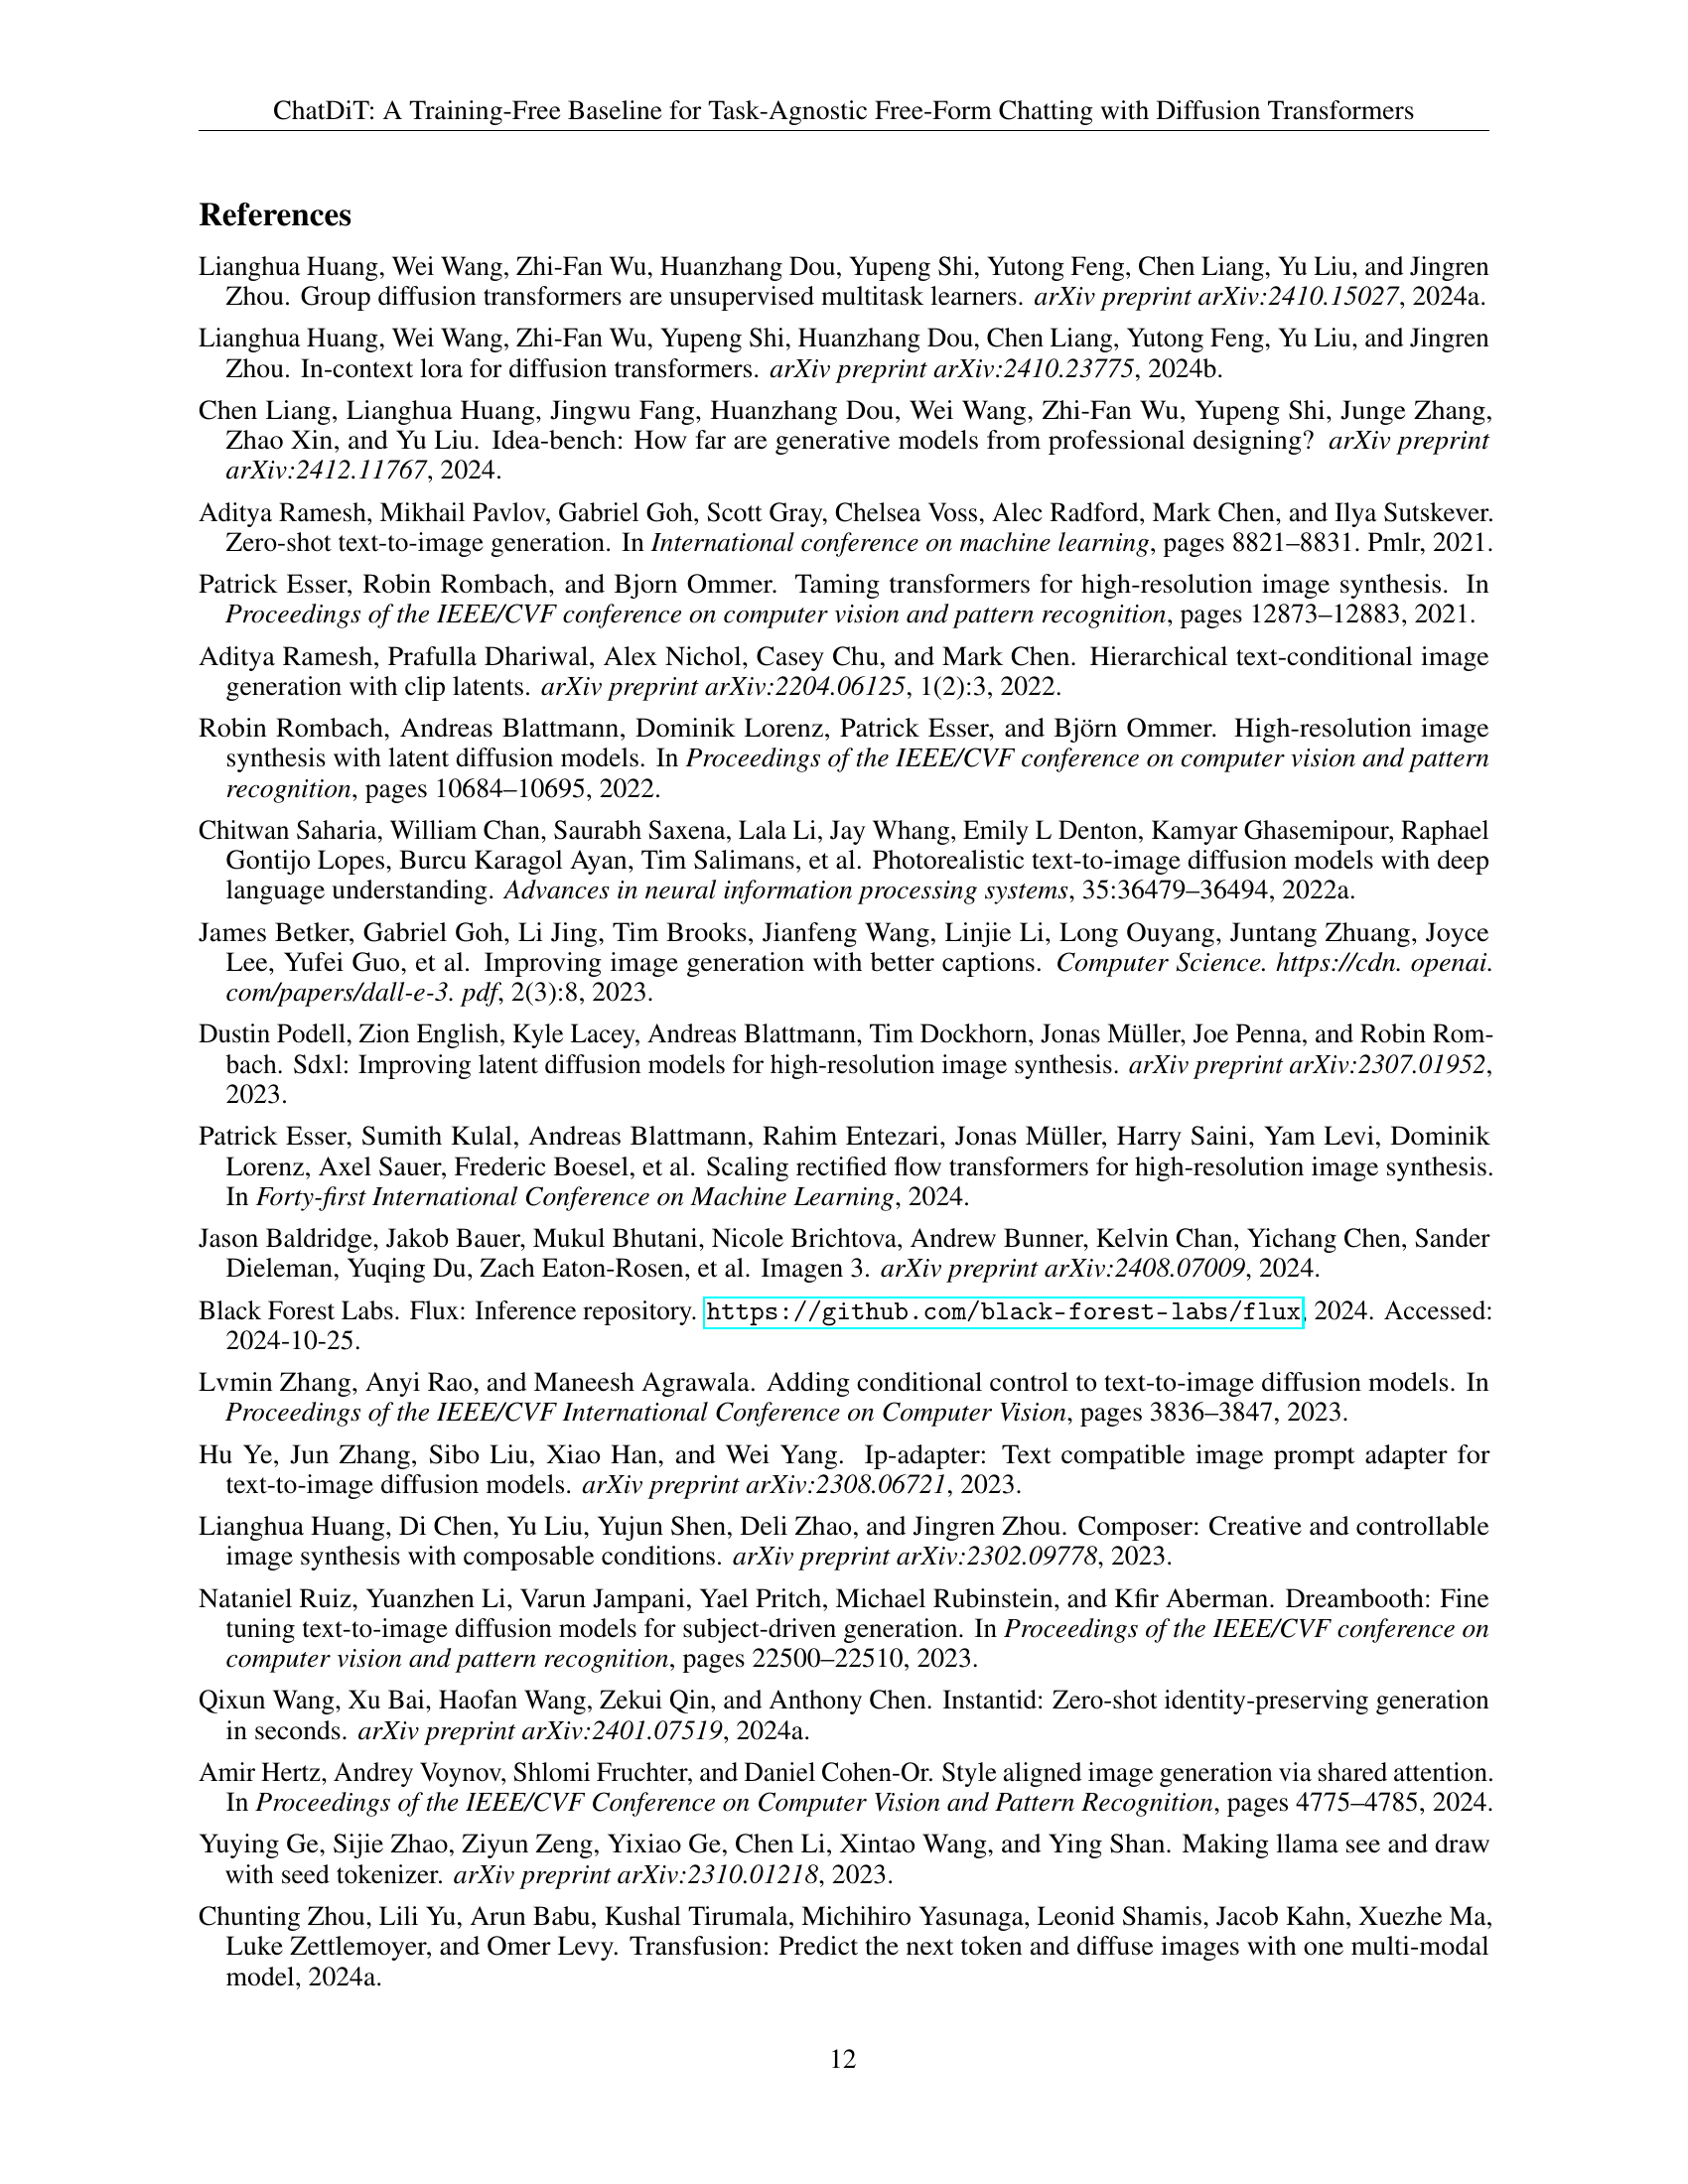 ChatDiT: A Training-Free Baseline for Task-Agnostic Free-Form Chatting with Diffusion Transformers
References
Lianghua Huang, Wei Wang, Zhi-Fan Wu, Huanzhang Dou, Yupeng Shi, Yutong Feng, Chen Liang, Yu Liu, and Jingren
Zhou. Group diffusion transformers are unsupervised multitask learners. arXiv preprint arXiv:2410.15027, 2024a.
Lianghua Huang, Wei Wang, Zhi-Fan Wu, Yupeng Shi, Huanzhang Dou, Chen Liang, Yutong Feng, Yu Liu, and Jingren
Zhou. In-context lora for diffusion transformers. arXiv preprint arXiv:2410.23775, 2024b.
Chen Liang, Lianghua Huang, Jingwu Fang, Huanzhang Dou, Wei Wang, Zhi-Fan Wu, Yupeng Shi, Junge Zhang,
Zhao Xin, and Yu Liu. Idea-bench: How far are generative models from professional designing? arXiv preprint
arXiv:2412.11767, 2024.
Aditya Ramesh, Mikhail Pavlov, Gabriel Goh, Scott Gray, Chelsea Voss, Alec Radford, Mark Chen, and Ilya Sutskever.
Zero-shot text-to-image generation. In International conference on machine learning, pages 8821–8831. Pmlr, 2021.
Patrick Esser, Robin Rombach, and Bjorn Ommer. Taming transformers for high-resolution image synthesis. In
Proceedings of the IEEE/CVF conference on computer vision and pattern recognition, pages 12873–12883, 2021.
Aditya Ramesh, Prafulla Dhariwal, Alex Nichol, Casey Chu, and Mark Chen. Hierarchical text-conditional image
generation with clip latents. arXiv preprint arXiv:2204.06125, 1(2):3, 2022.
Robin Rombach, Andreas Blattmann, Dominik Lorenz, Patrick Esser, and Björn Ommer. High-resolution image
synthesis with latent diffusion models. In Proceedings of the IEEE/CVF conference on computer vision and pattern
recognition, pages 10684–10695, 2022.
Chitwan Saharia, William Chan, Saurabh Saxena, Lala Li, Jay Whang, Emily L Denton, Kamyar Ghasemipour, Raphael
Gontijo Lopes, Burcu Karagol Ayan, Tim Salimans, et al. Photorealistic text-to-image diffusion models with deep
language understanding. Advances in neural information processing systems, 35:36479–36494, 2022a.
James Betker, Gabriel Goh, Li Jing, Tim Brooks, Jianfeng Wang, Linjie Li, Long Ouyang, Juntang Zhuang, Joyce
Lee, Yufei Guo, et al. Improving image generation with better captions. Computer Science. https://cdn. openai.
com/papers/dall-e-3. pdf, 2(3):8, 2023.
Dustin Podell, Zion English, Kyle Lacey, Andreas Blattmann, Tim Dockhorn, Jonas Müller, Joe Penna, and Robin Rom-
bach. Sdxl: Improving latent diffusion models for high-resolution image synthesis. arXiv preprint arXiv:2307.01952,
2023.
Patrick Esser, Sumith Kulal, Andreas Blattmann, Rahim Entezari, Jonas Müller, Harry Saini, Yam Levi, Dominik
Lorenz, Axel Sauer, Frederic Boesel, et al. Scaling rectified flow transformers for high-resolution image synthesis.
In Forty-first International Conference on Machine Learning, 2024.
Jason Baldridge, Jakob Bauer, Mukul Bhutani, Nicole Brichtova, Andrew Bunner, Kelvin Chan, Yichang Chen, Sander
Dieleman, Yuqing Du, Zach Eaton-Rosen, et al. Imagen 3. arXiv preprint arXiv:2408.07009, 2024.
Black Forest Labs. Flux: Inference repository. https://github.com/black-forest-labs/flux, 2024. Accessed:
2024-10-25.
Lvmin Zhang, Anyi Rao, and Maneesh Agrawala. Adding conditional control to text-to-image diffusion models. In
Proceedings of the IEEE/CVF International Conference on Computer Vision, pages 3836–3847, 2023.
Hu Ye, Jun Zhang, Sibo Liu, Xiao Han, and Wei Yang. Ip-adapter: Text compatible image prompt adapter for
text-to-image diffusion models. arXiv preprint arXiv:2308.06721, 2023.
Lianghua Huang, Di Chen, Yu Liu, Yujun Shen, Deli Zhao, and Jingren Zhou. Composer: Creative and controllable
image synthesis with composable conditions. arXiv preprint arXiv:2302.09778, 2023.
Nataniel Ruiz, Yuanzhen Li, Varun Jampani, Yael Pritch, Michael Rubinstein, and Kfir Aberman. Dreambooth: Fine
tuning text-to-image diffusion models for subject-driven generation. In Proceedings of the IEEE/CVF conference on
computer vision and pattern recognition, pages 22500–22510, 2023.
Qixun Wang, Xu Bai, Haofan Wang, Zekui Qin, and Anthony Chen. Instantid: Zero-shot identity-preserving generation
in seconds. arXiv preprint arXiv:2401.07519, 2024a.
Amir Hertz, Andrey Voynov, Shlomi Fruchter, and Daniel Cohen-Or. Style aligned image generation via shared attention.
In Proceedings of the IEEE/CVF Conference on Computer Vision and Pattern Recognition, pages 4775–4785, 2024.
Yuying Ge, Sijie Zhao, Ziyun Zeng, Yixiao Ge, Chen Li, Xintao Wang, and Ying Shan. Making llama see and draw
with seed tokenizer. arXiv preprint arXiv:2310.01218, 2023.
Chunting Zhou, Lili Yu, Arun Babu, Kushal Tirumala, Michihiro Yasunaga, Leonid Shamis, Jacob Kahn, Xuezhe Ma,
Luke Zettlemoyer, and Omer Levy. Transfusion: Predict the next token and diffuse images with one multi-modal
model, 2024a.
12